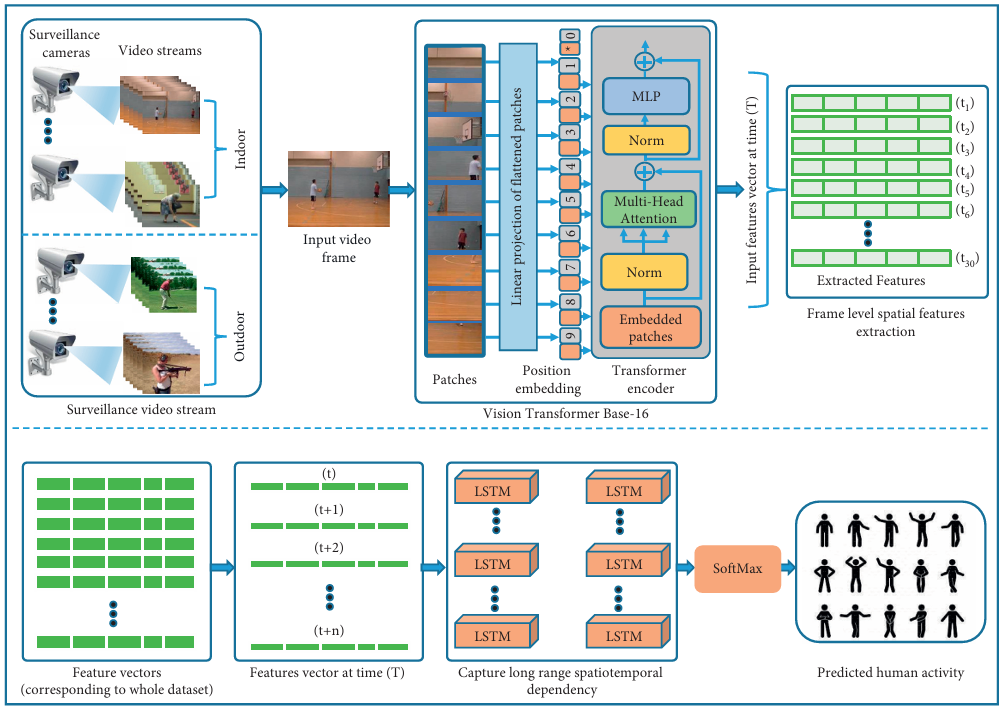 Surveillance
cameras
Video streams
Indoor
Outdoor
Surveillance video stream
Input video
frame
Patches
Linear projection of flattened patches
0
*
1
2
3
4
5
6
7
8
9
Position
embedding
MLP
Norm
Multi-Head
Attention
Norm
Embedded
patches
Transformer
encoder
Vision Transformer Base-16
Input features vector at time (T)
(t1)
(t2)
(t3)
(t4)
(t5)
(t6)
(t30)
Extracted Features
Frame level spatial features
extraction
Feature vectors
(corresponding to whole dataset)
(t)
(t+1)
(t+2)
(t+n)
Features vector at time (T)
LSTM
LSTM
LSTM
LSTM
LSTM
LSTM
Capture long range spatiotemporal
dependency
SoftMax
Predicted human activity